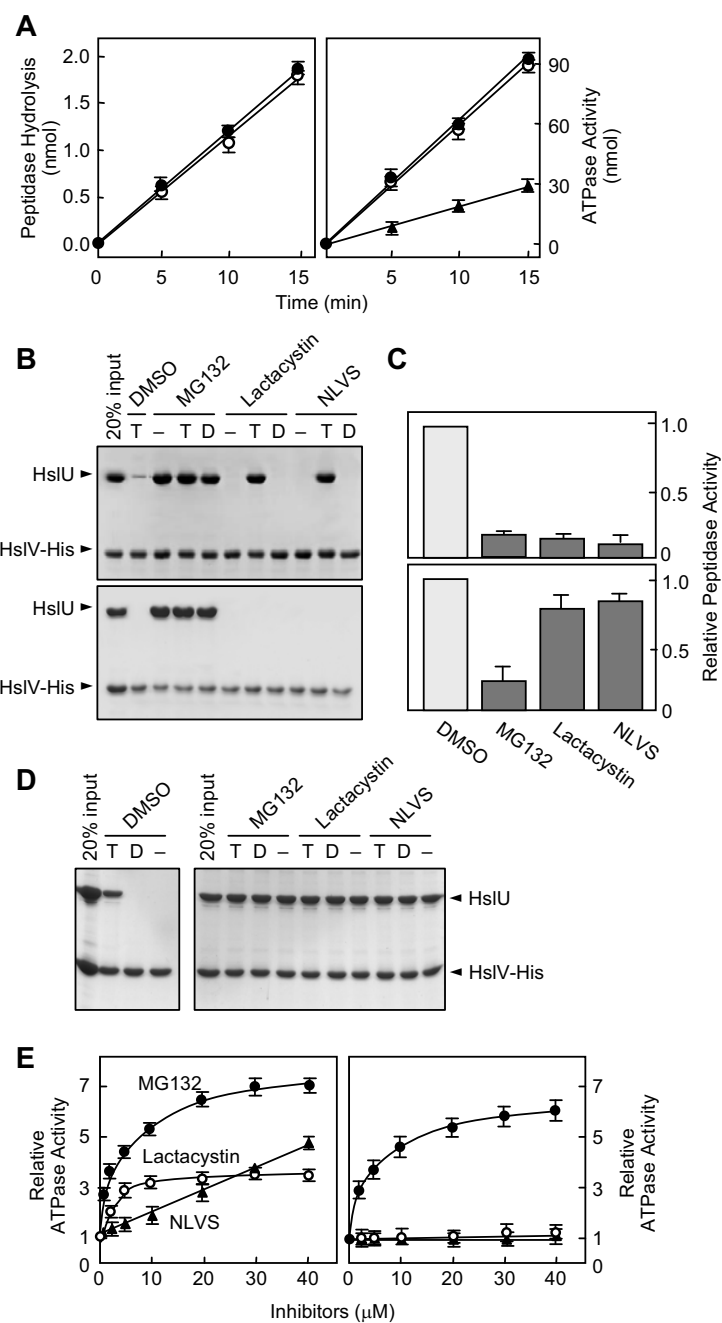 A
Peptidase Hydrolysis
(nmol)
2.0
1.5
1.0
0.5
0.0
0 5 10 15
0 5 10 15
Time (min)
90
60
30
0
ATPase Activity
(nmol)
B
20% input DMSO MG132 Lactacystin NLVS
T – T D – T D – T D
HslU
HslV-His
HslU
HslV-His
C
1.0
0.5
0
1.0
0.5
0
Relative Peptidase Activity
DMSO MG132 Lactacystin NLVS
D
20% input DMSO
T D –
20% input MG132 Lactacystin NLVS
T D – T D – T D –
HslU
HslV-His
E
Relative
ATPase Activity
7
5
3
1
0
MG132
Lactacystin
NLVS
0 10 20 30 40
0 10 20 30 40
7
5
3
1
0
Relative
ATPase Activity
Inhibitors (μM)